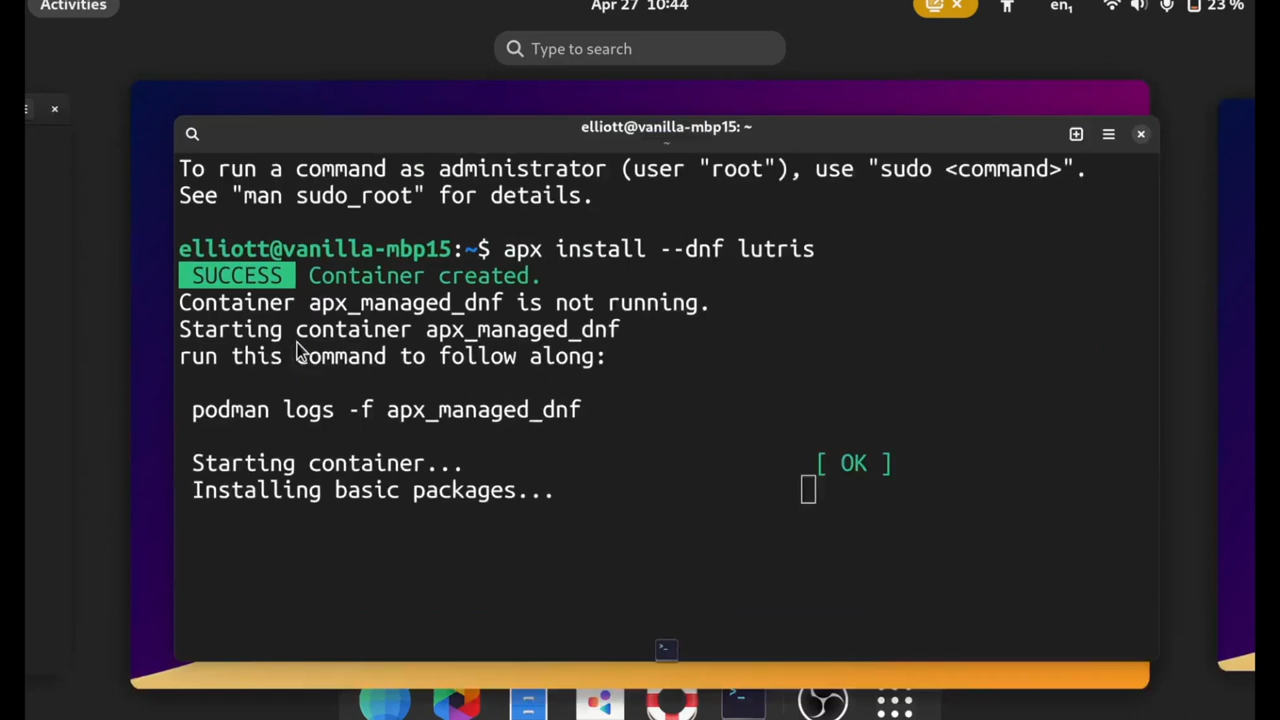 Activities
Apr 27 10:44
en₁
23 %
Type to search
elliott@vanilla-mbp15: ~
~
To run a command as administrator (user "root"), use "sudo <command>".
See "man sudo_root" for details.
elliott@vanilla-mbp15:~$ apx install --dnf lutris
SUCCESS Container created.
Container apx_managed_dnf is not running.
Starting container apx_managed_dnf
run this command to follow along:
podman logs -f apx_managed_dnf
Starting container... [ OK ]
Installing basic packages...